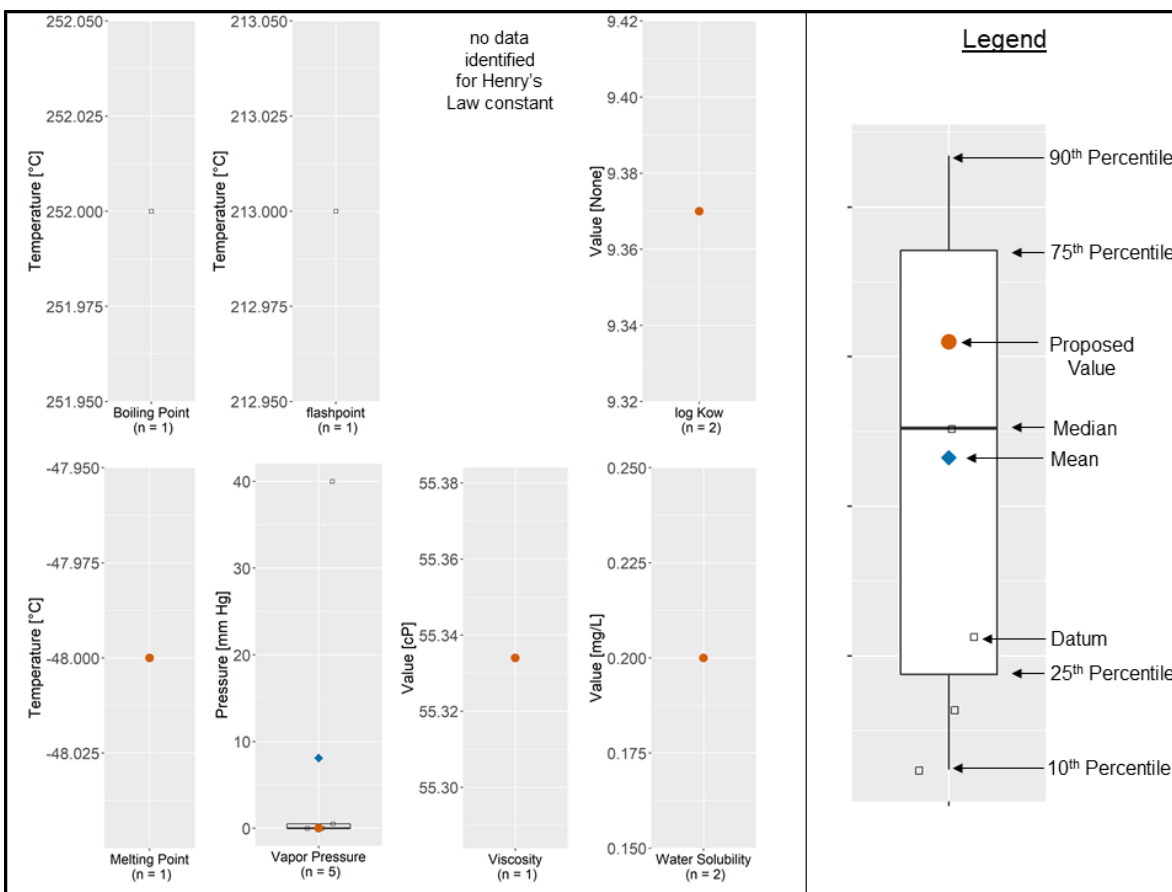 252.050
252.025
252.000
251.975
251.950
Temperature [°C]
Boiling Point
(n = 1)
213.050
213.025
213.000
212.975
212.950
Temperature [°C]
flashpoint
(n = 1)
no data
identified
for Henry's
Law constant
9.42
9.40
9.38
9.36
9.34
9.32
Value [None]
log Kow
(n = 2)
-47.950
-47.975
-48.000
-48.025
Temperature [°C]
Melting Point
(n = 1)
40
30
20
10
0
Pressure [mm Hg]
Vapor Pressure
(n = 5)
55.38
55.36
55.34
55.32
55.30
Value [cP]
Viscosity
(n = 1)
0.250
0.225
0.200
0.175
0.150
Value [mg/L]
Water Solubility
(n = 2)
Legend
90th Percentile
75th Percentile
Proposed
Value
Median
Mean
Datum
25th Percentile
10th Percentile